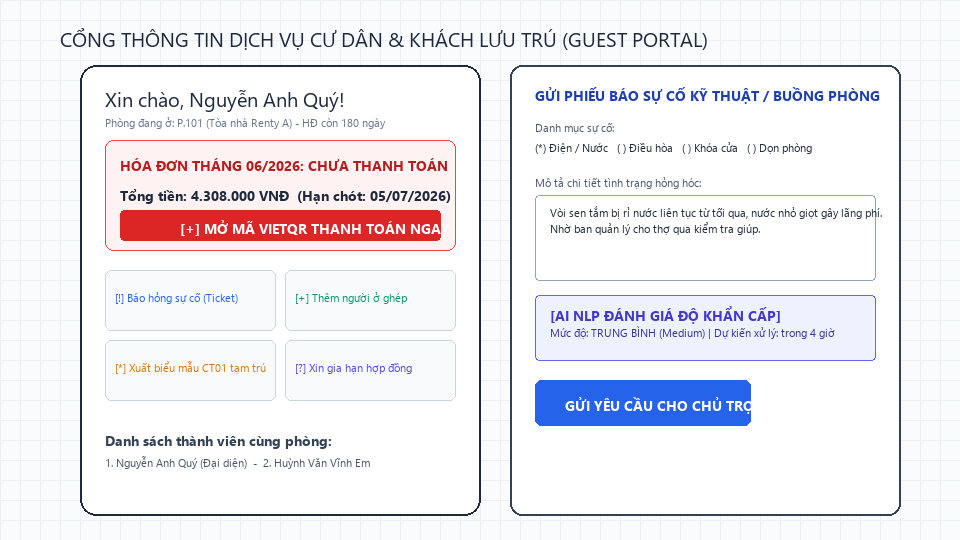 CỔNG THÔNG TIN DỊCH VỤ CƯ DÂN & KHÁCH LƯU TRÚ (GUEST PORTAL)
Xin chào, Nguyễn Anh Quý!
Phòng đang ở: P.101 (Tòa nhà Renty A) - HĐ còn 180 ngày
HÓA ĐƠN THÁNG 06/2026: CHƯA THANH TOÁN
Tổng tiền: 4.308.000 VNĐ (Hạn chót: 05/07/2026)
[+] MỞ MÃ VIETQR THANH TOÁN NGA
[!] Báo hỏng sự cố (Ticket)
[+] Thêm người ở ghép
[*] Xuất biểu mẫu CT01 tạm trú
[?] Xin gia hạn hợp đồng
Danh sách thành viên cùng phòng:
1. Nguyễn Anh Quý (Đại diện) - 2. Huỳnh Văn Vĩnh Em
GỬI PHIẾU BÁO SỰ CỐ KỸ THUẬT / BUỒNG PHÒNG
Danh mục sự cố:
(*) Điện / Nước ( ) Điều hòa ( ) Khóa cửa ( ) Dọn phòng
Mô tả chi tiết tình trạng hỏng hóc:
Vòi sen tắm bị rỉ nước liên tục từ tối qua, nước nhỏ giọt gây lãng phí.
Nhờ ban quản lý cho thợ qua kiểm tra giúp.
[AI NLP ĐÁNH GIÁ ĐỘ KHẨN CẤP]
Mức độ: TRUNG BÌNH (Medium) | Dự kiến xử lý: trong 4 giờ
GỬI YÊU CẦU CHO CHỦ TRỌ